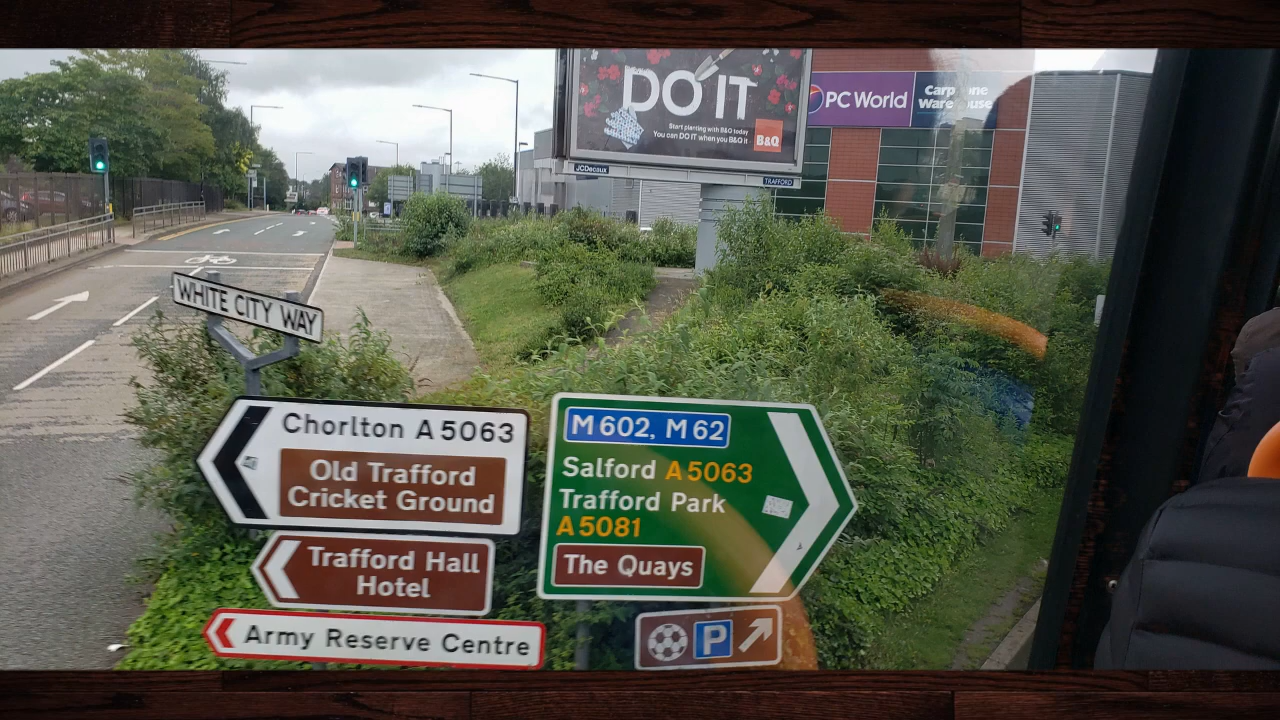 DO IT
Start planting with B&Q today
You can DO IT when you B&Q it
B&Q
JCDecaux
TRAFFORD
PC World
Carphone
Warehouse
WHITE CITY WAY
Chorlton A5063
Old Trafford
Cricket Ground
Trafford Hall
Hotel
Army Reserve Centre
M602, M62
Salford A5063
Trafford Park
A5081
The Quays
P